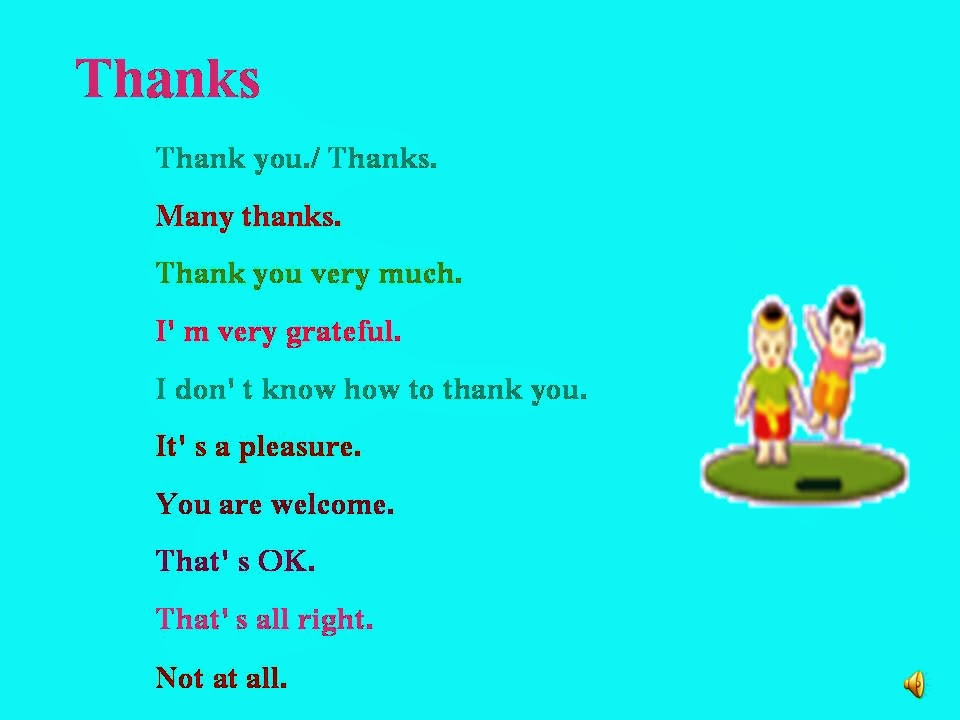 Thanks
Thank you./ Thanks.
Many thanks.
Thank you very much.
I' m very grateful.
I don' t know how to thank you.
It' s a pleasure.
You are welcome.
That' s OK.
That' s all right.
Not at all.